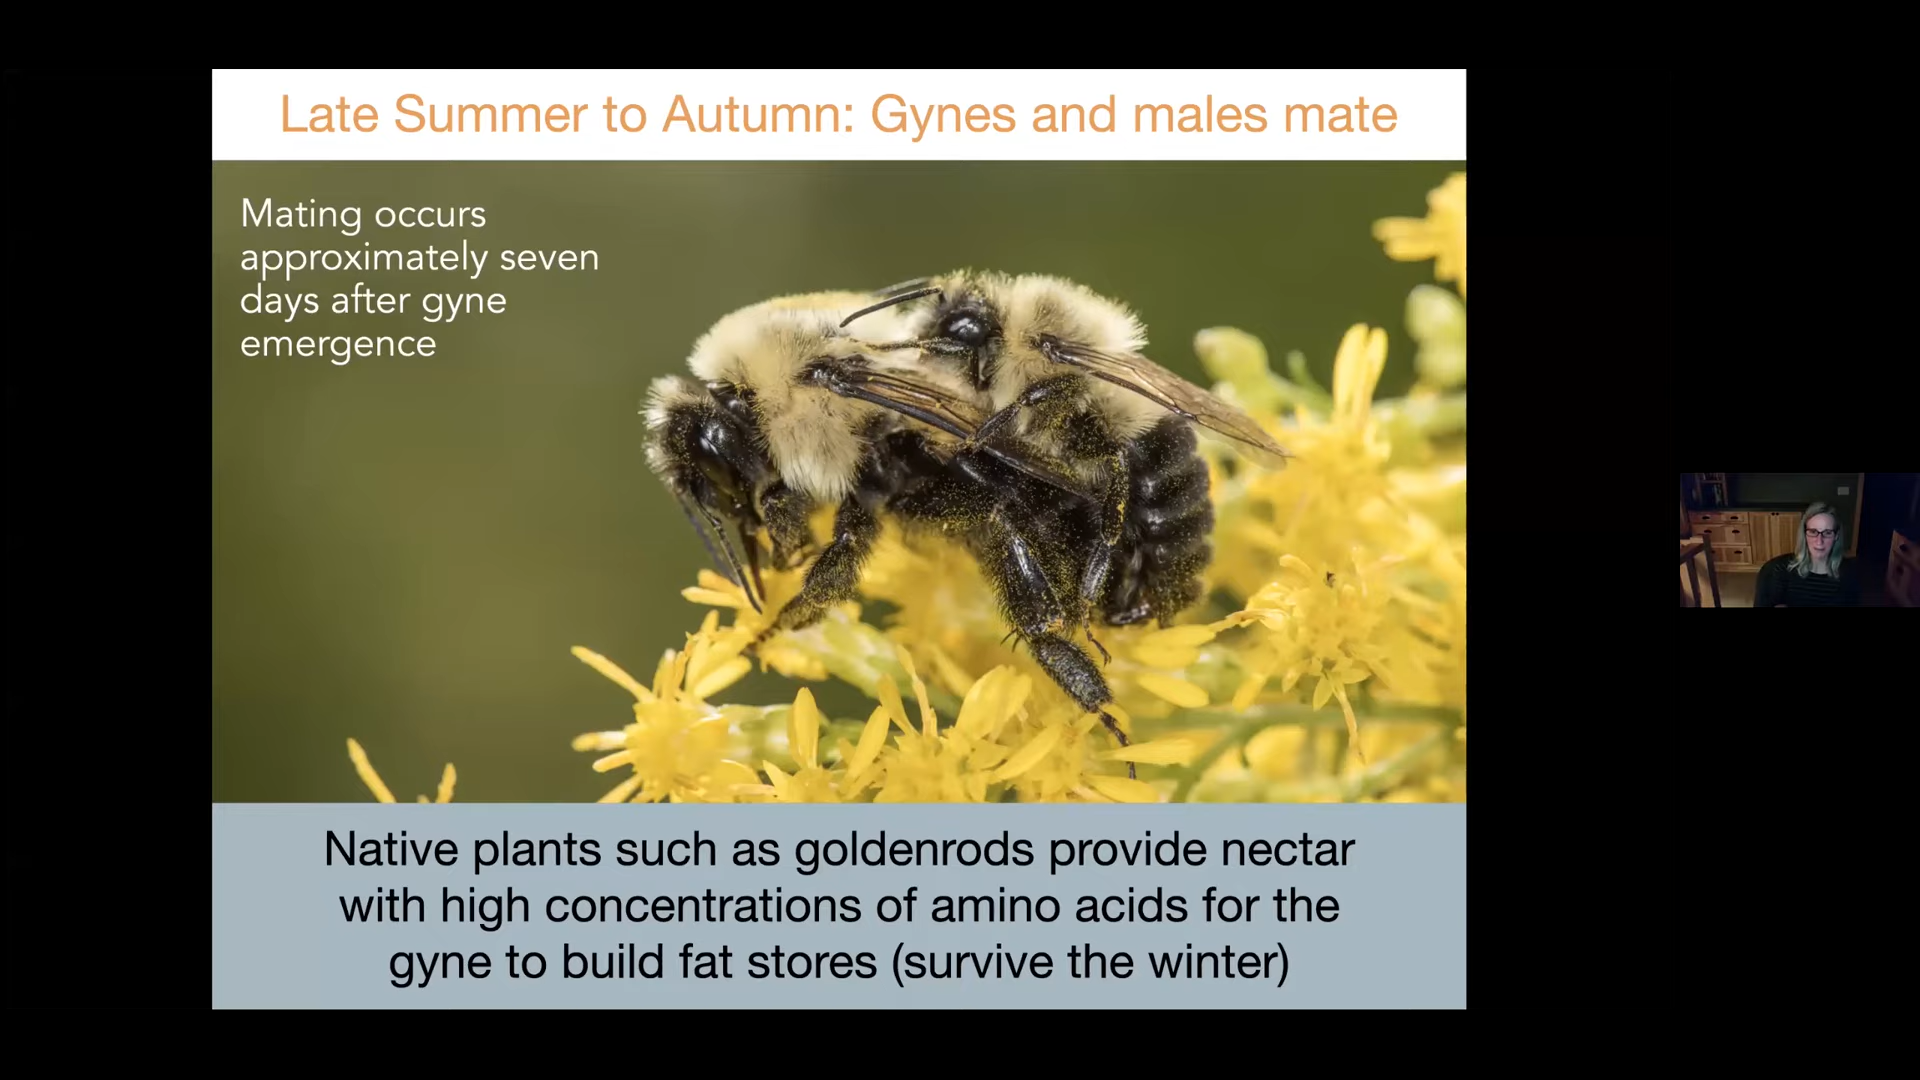 Late Summer to Autumn: Gynes and males mate
Mating occurs
approximately seven
days after gyne
emergence
Native plants such as goldenrods provide nectar
with high concentrations of amino acids for the
gyne to build fat stores (survive the winter)